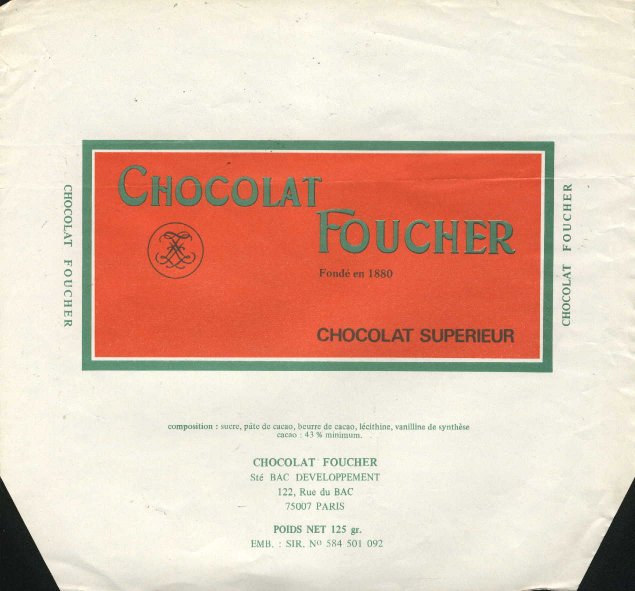 CHOCOLAT
FOUCHER
Fondé en 1880
CHOCOLAT SUPERIEUR
CHOCOLAT FOUCHER
CHOCOLAT FOUCHER
composition : sucre, pâte de cacao, beurre de cacao, lécithine, vanilline de synthèse
cacao : 43 % minimum.
CHOCOLAT FOUCHER
Sté BAC DEVELOPPEMENT
122, Rue du BAC
75007 PARIS
POIDS NET 125 gr.
EMB. : SIR. Nº 584 501 092